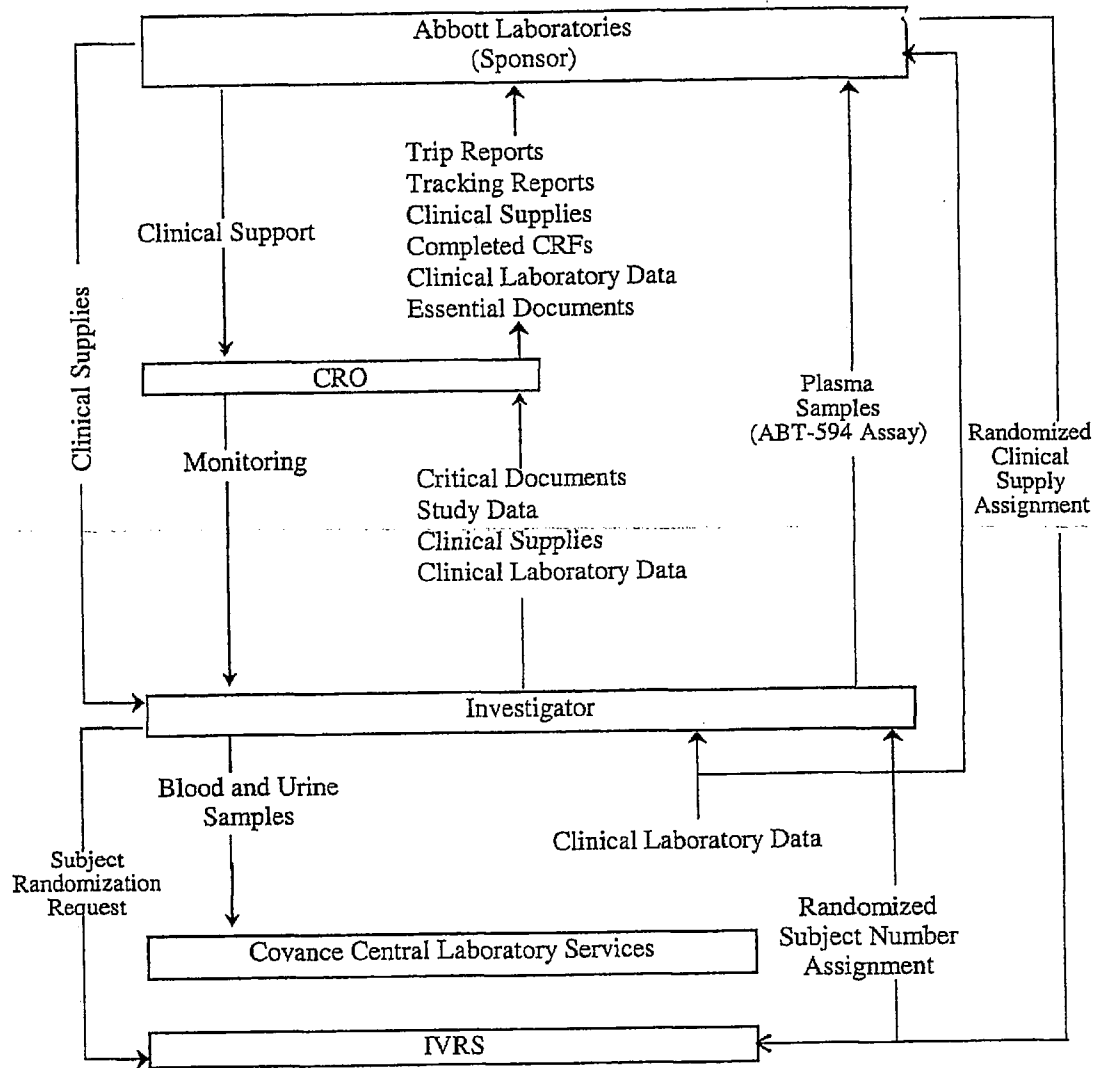 Abbott Laboratories
(Sponsor)
Trip Reports
Tracking Reports
Clinical Supplies
Completed CRFs
Clinical Laboratory Data
Essential Documents
Clinical Support
Clinical Supplies
CRO
Plasma
Samples
(ABT-594 Assay)
Randomized
Clinical
Supply
Assignment
Monitoring
Critical Documents
Study Data
Clinical Supplies
Clinical Laboratory Data
Investigator
Blood and Urine
Samples
Clinical Laboratory Data
Subject
Randomization
Request
Randomized
Subject Number
Assignment
Covance Central Laboratory Services
IVRS